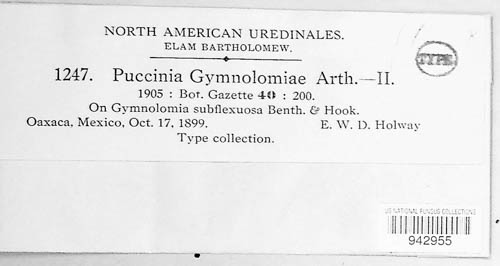 NORTH AMERICAN UREDINALES.
ELAM BARTHOLOMEW.
TYPE
1247. Puccinia Gymnolomiae Arth.—II.
1905 : Bot. Gazette 40 : 200.
On Gymnolomia subflexuosa Benth. & Hook.
Oaxaca, Mexico, Oct. 17, 1899. E. W. D. Holway
Type collection.
US NATIONAL FUNGUS COLLECTIONS
942955